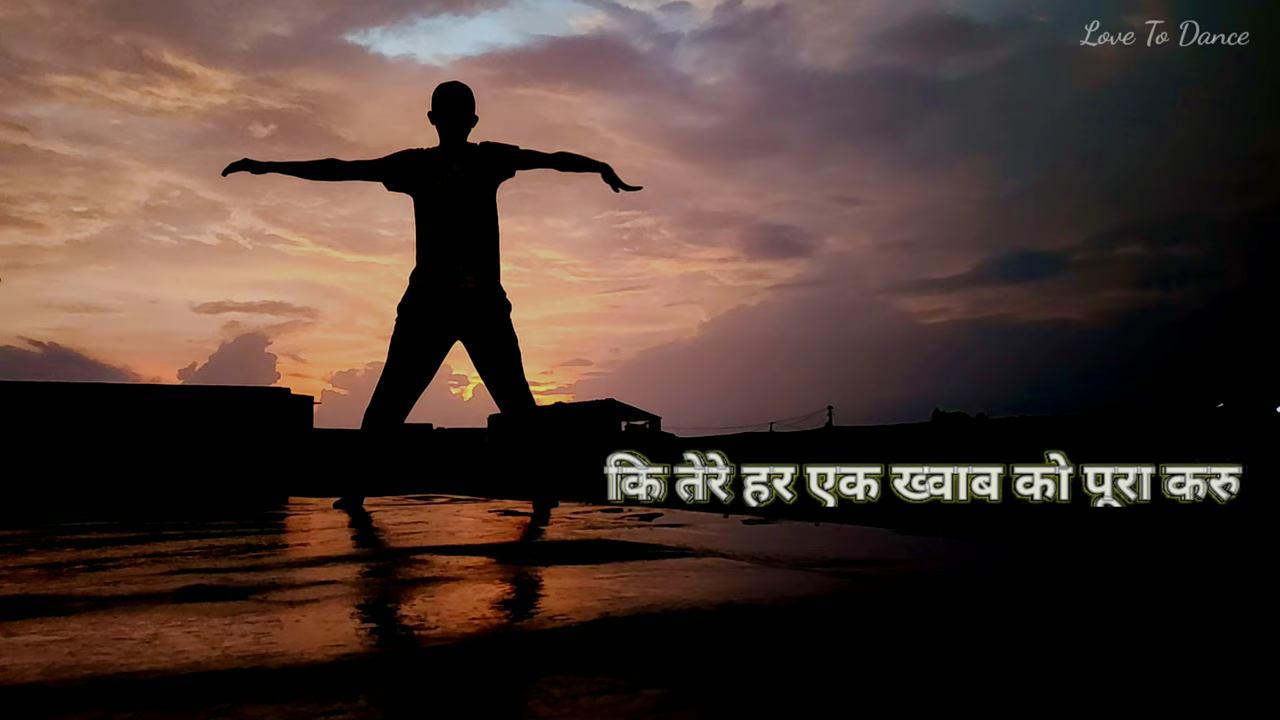 Love To Dance
कि तेरे हर एक ख्वाब को पूरा करु